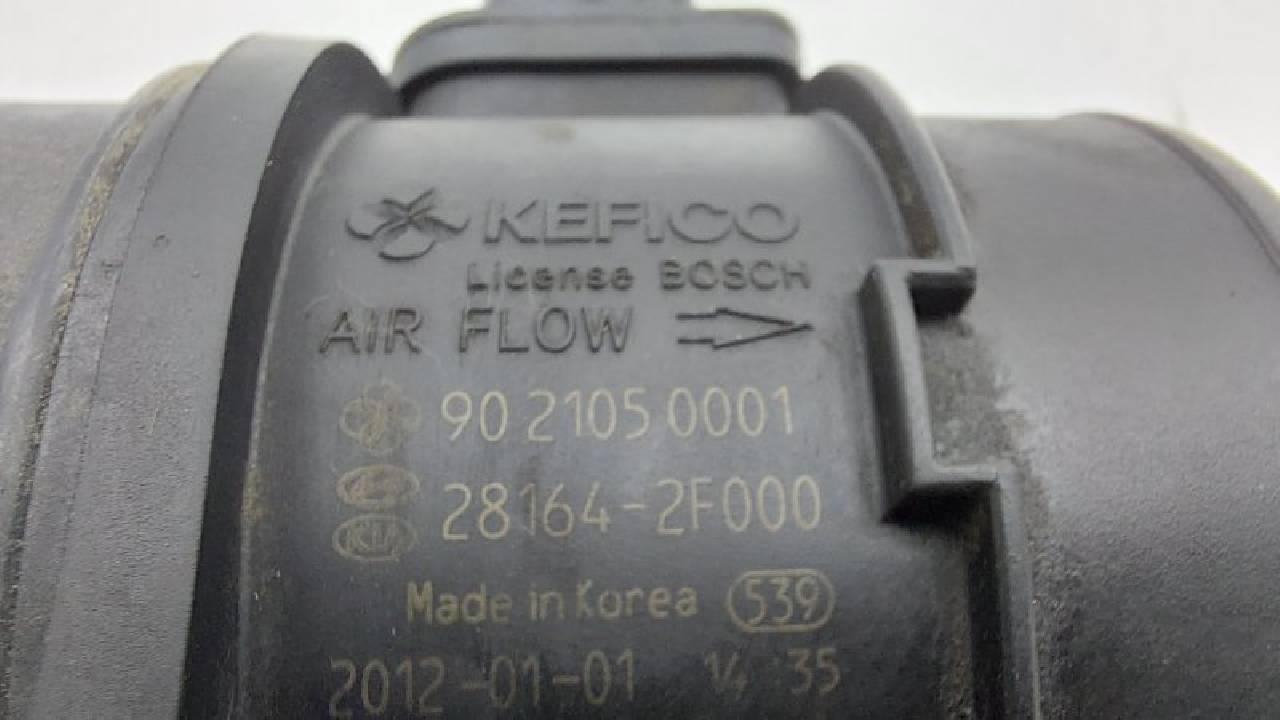 KEFICO
License BOSCH
AIR FLOW
90 2105 0001
28164-2F000
KIA
Made in Korea 539
2012-01-01 14 35